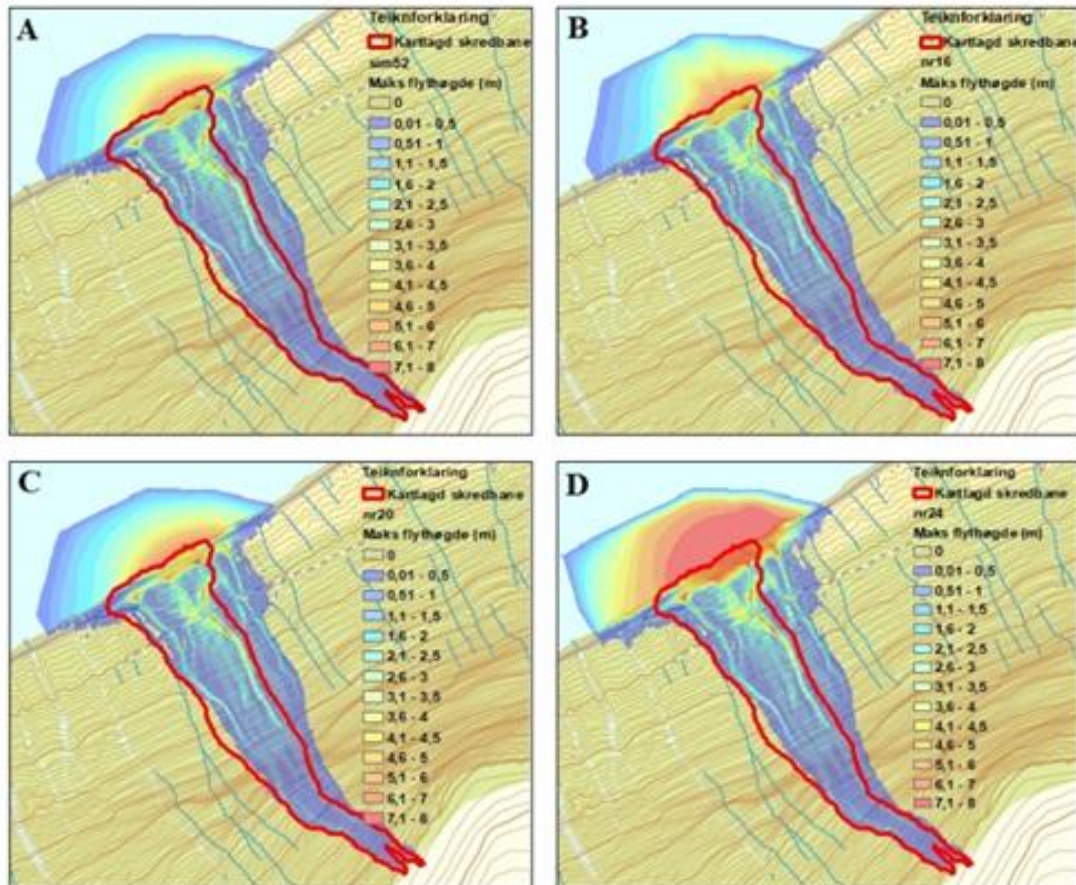 A
Teiknforklaring
Kartlagd skredbane
sim52
Maks flythøgde (m)
0
0,01 - 0,5
0,51 - 1
1,1 - 1,5
1,6 - 2
2,1 - 2,5
2,6 - 3
3,1 - 3,5
3,6 - 4
4,1 - 4,5
4,6 - 5
5,1 - 6
6,1 - 7
7,1 - 8
B
Teiknforklaring
Kartlagd skredbane
nr16
Maks flythøgde (m)
0
0,01 - 0,5
0,51 - 1
1,1 - 1,5
1,6 - 2
2,1 - 2,5
2,6 - 3
3,1 - 3,5
3,6 - 4
4,1 - 4,5
4,6 - 5
5,1 - 6
6,1 - 7
7,1 - 8
C
Teiknforklaring
Kartlagd skredbane
nr20
Maks flythøgde (m)
0
0,01 - 0,5
0,51 - 1
1,1 - 1,5
1,6 - 2
2,1 - 2,5
2,6 - 3
3,1 - 3,5
3,6 - 4
4,1 - 4,5
4,6 - 5
5,1 - 6
6,1 - 7
7,1 - 8
D
Teiknforklaring
Kartlagd skredbane
nr24
Maks flythøgde (m)
0
0,01 - 0,5
0,51 - 1
1,1 - 1,5
1,6 - 2
2,1 - 2,5
2,6 - 3
3,1 - 3,5
3,6 - 4
4,1 - 4,5
4,6 - 5
5,1 - 6
6,1 - 7
7,1 - 8